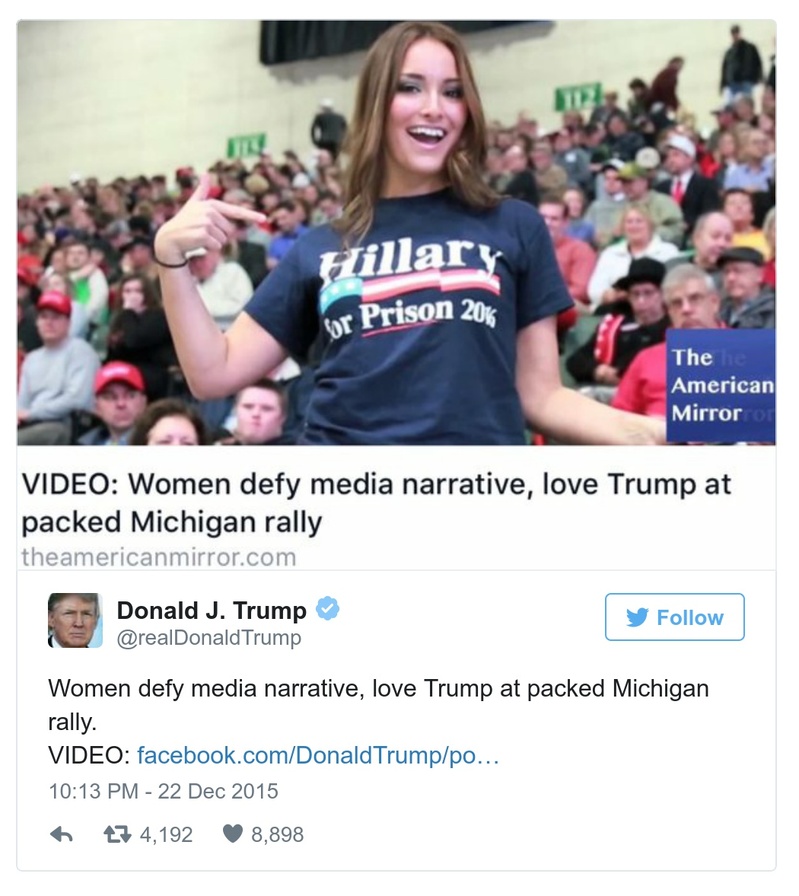 113
112
Hillary
for Prison 2016
The
American
Mirror
VIDEO: Women defy media narrative, love Trump at
packed Michigan rally
theamericanmirror.com
Donald J. Trump
@realDonaldTrump
Follow
Women defy media narrative, love Trump at packed Michigan
rally.
VIDEO: facebook.com/DonaldTrump/po…
10:13 PM - 22 Dec 2015
4,192 8,898